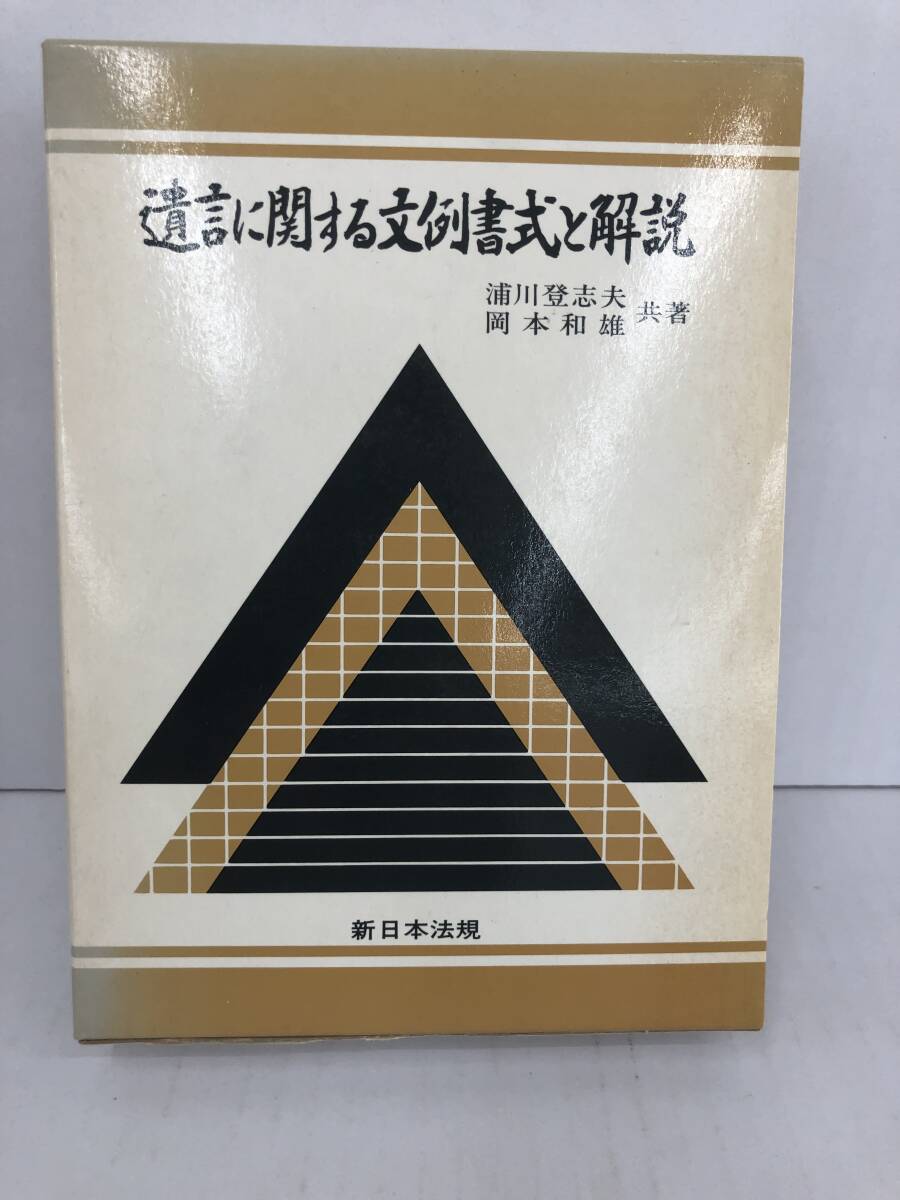 遺言に関する文例書式と解説
浦川登志夫
岡本和雄
共著
新日本法規